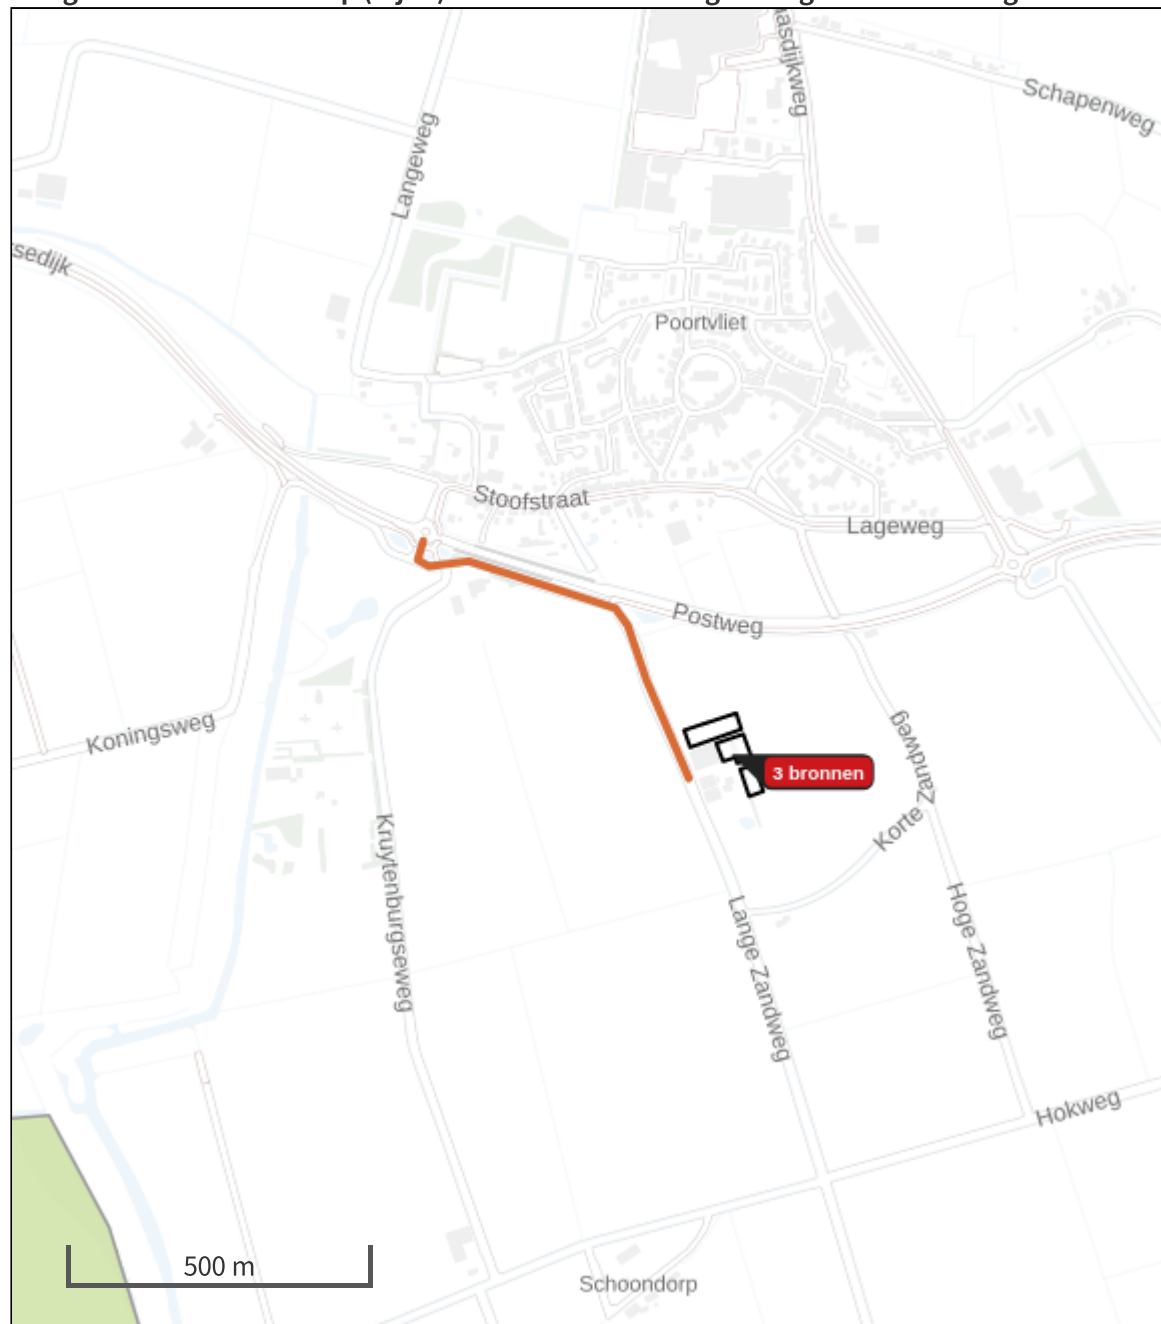 Schapenweg
Langeweg
Poortvliet
Stoofstraat
Lageweg
Postweg
Koningsweg
3 bronnen
Korte Zandweg
Kruytenburgseweg
Lange Zandweg
Hoge Zandweg
Hokweg
500 m
Schoondorp